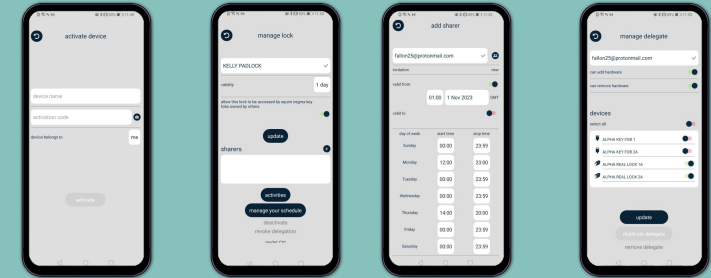 activate device
device name
activation code
device belongs to
me
activate
manage lock
KELLY PADLOCK
validity
1 day
allow this lock to be accessed by squire enigma key
fobs owned by others
update
sharers
activities
manage your schedule
deactivate
revoke delegation
add sharer
fallon25@protonmail.com
invitation
new
valid from
01:00
1 Nov 2023
GMT
valid to
day of week start time stop time
Sunday 00:00 23:59
Monday 12:00 23:00
Tuesday 00:00 23:59
Wednesday 00:00 23:59
Thursday 14:00 20:00
Friday 00:00 23:59
Saturday 00:00 23:59
manage delegate
fallon25@protonmail.com
can add hardware
can remove hardware
devices
select all
ALPHA KEY FOB 1
ALPHA KEY FOB 2A
ALPHA REAL LOCK 1A
ALPHA REAL LOCK 2A
update
duplicate delegate
remove delegate